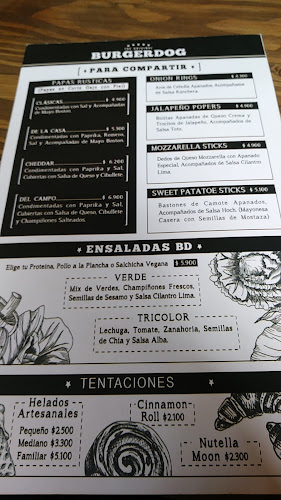 THE ORIGINAL
BURGERDOG
PARA COMPARTIR
PAPAS RUSTICAS
(Papas en Corte Gajo con Piel)
CLÁSICAS $ 4.900
Condimentadas con Sal y Acompañadas
de Mayo Boston.
DE LA CASA $ 5.300
Condimentadas con Paprika, Romero,
Sal y Acompañadas de Mayo Boston.
CHEDDAR $ 6.200
Condimentadas con Paprika y Sal,
Cubiertas con Salsa de Queso y Cibullete.
DEL CAMPO $ 6.900
Condimentadas con Paprika y Sal,
Cubiertas con Salsa de Queso, Cibullete
y Champiñones Salteados.
ONION RINGS $ 4.300
Aros de Cebolla Apanados, Acompañados
de Salsa Ranchera.
JALAPEÑO POPERS $ 4.900
Bolitas Apanadas de Queso Crema y
Trocitos de Jalapeño, Acompañados de
Salsa Toto.
MOZZARELLA STICKS $ 4.900
Dedos de Queso Mozzarella con Apanado
Especial, Acompañados de Salsa Cilantro
Lima.
SWEET PATATOE STICKS $ 5.300
Bastones de Camote Apanados,
Acompañados de Salsa Hoch. (Mayonesa
Casera con Semillas de Mostaza)
ENSALADAS BD
Elige tu Proteina, Pollo a la Plancha o Salchicha Vegana $ 5.900
VERDE
Mix de Verdes, Champiñones Frescos,
Semillas de Sesamo y Salsa Cilantro Lima.
TRICOLOR
Lechuga, Tomate, Zanahoria, Semillas
de Chia y Salsa Alba.
TENTACIONES
Helados
Artesanales
Pequeño $2.500
Mediano $3.300
Familiar $5.100
Cinnamon-
Roll $2.100
Nutella
Moon $2.300